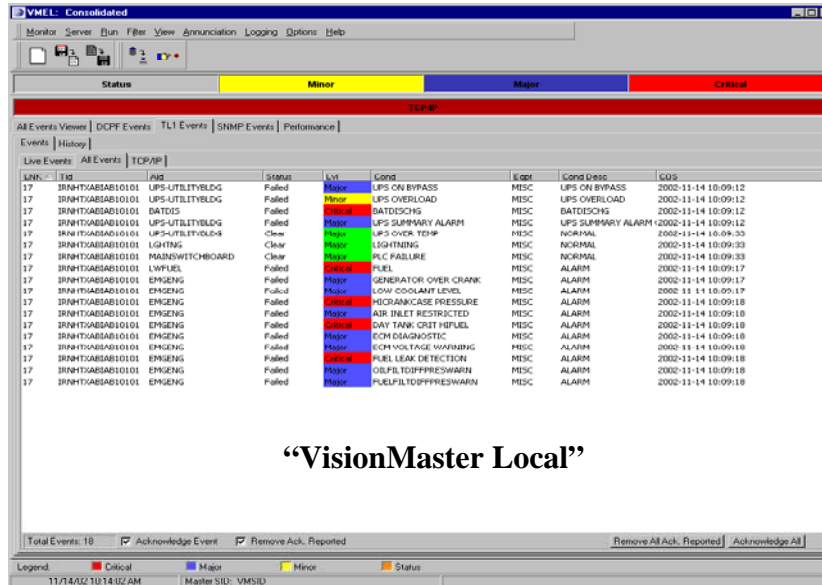 VMEL: Consolidated
Monitor Server Run Filter View Annunciation Logging Options Help
Status Minor Major Critical
TCP/IP
All Events Viewer DCPF Events TL1 Events SNMP Events Performance
Events History
Live Events All Events TCP/IP
LNK Tid Aid Status Lvl Cond Eqpt Cond Desc COS
17 IRNHTXABIAB10101 UPS-UTILITYBLDG Failed Major UPS ON BYPASS MISC UPS ON BYPASS 2002-11-14 10:09:12
17 IRNHTXABIAB10101 UPS-UTILITYBLDG Failed Minor UPS OVERLOAD MISC UPS OVERLOAD 2002-11-14 10:09:12
17 IRNHTXABIAB10101 BATDIS Failed Critical BATDISCHG MISC BATDISCHG 2002-11-14 10:09:12
17 IRNHTXABIAB10101 UPS-UTILITYBLDG Failed Major UPS SUMMARY ALARM MISC UPS SUMMARY ALARM 2002-11-14 10:09:12
17 IRNHTXABIAB10101 UPS-UTILITYBLDG Clear Major UPS OVER TEMP MISC NORMAL 2002-11-14 10:09:33
17 IRNHTXABIAB10101 LGHTNG Clear Major LIGHTNING MISC NORMAL 2002-11-14 10:09:33
17 IRNHTXABIAB10101 MAINSWITCHBOARD Clear Major PLC FAILURE MISC NORMAL 2002-11-14 10:09:33
17 IRNHTXABIAB10101 LWFUEL Failed Critical FUEL MISC ALARM 2002-11-14 10:09:17
17 IRNHTXABIAB10101 EMGENG Failed Major GENERATOR OVER CRANK MISC ALARM 2002-11-14 10:09:17
17 IRNHTXABIAB10101 EMGENG Failed Major LOW COOLANT LEVEL MISC ALARM 2002-11-14 10:09:17
17 IRNHTXABIAB10101 EMGENG Failed Critical HICRANKCASE PRESSURE MISC ALARM 2002-11-14 10:09:18
17 IRNHTXABIAB10101 EMGENG Failed Major AIR INLET RESTRICTED MISC ALARM 2002-11-14 10:09:18
17 IRNHTXABIAB10101 EMGENG Failed Critical DAY TANK CRIT HIFUEL MISC ALARM 2002-11-14 10:09:18
17 IRNHTXABIAB10101 EMGENG Failed Major ECM DIAGNOSTIC MISC ALARM 2002-11-14 10:09:18
17 IRNHTXABIAB10101 EMGENG Failed Major ECM VOLTAGE WARNING MISC ALARM 2002-11-14 10:09:18
17 IRNHTXABIAB10101 EMGENG Failed Critical FUEL LEAK DETECTION MISC ALARM 2002-11-14 10:09:18
17 IRNHTXABIAB10101 EMGENG Failed Major OILFILTDIFFPRESWARN MISC ALARM 2002-11-14 10:09:18
17 IRNHTXABIAB10101 EMGENG Failed Major FUELFILTDIFFPRESWARN MISC ALARM 2002-11-14 10:09:18
“VisionMaster Local”
Total Events: 18 Acknowledge Event Remove Ack. Reported Remove All Ack. Reported Acknowledge All
Legend: Critical Major Minor Status
11/14/02 10:14:02 AM Master SID: VMSID